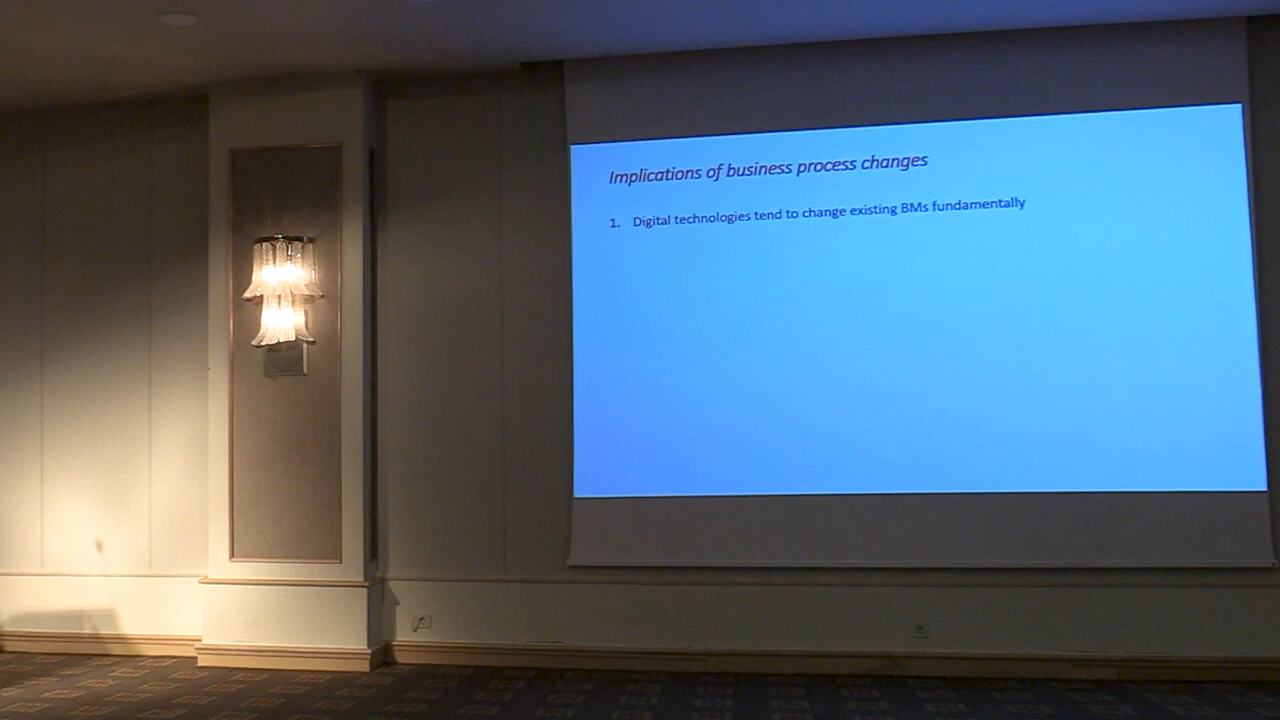 Implications of business process changes
1. Digital technologies tend to change existing BMs fundamentally